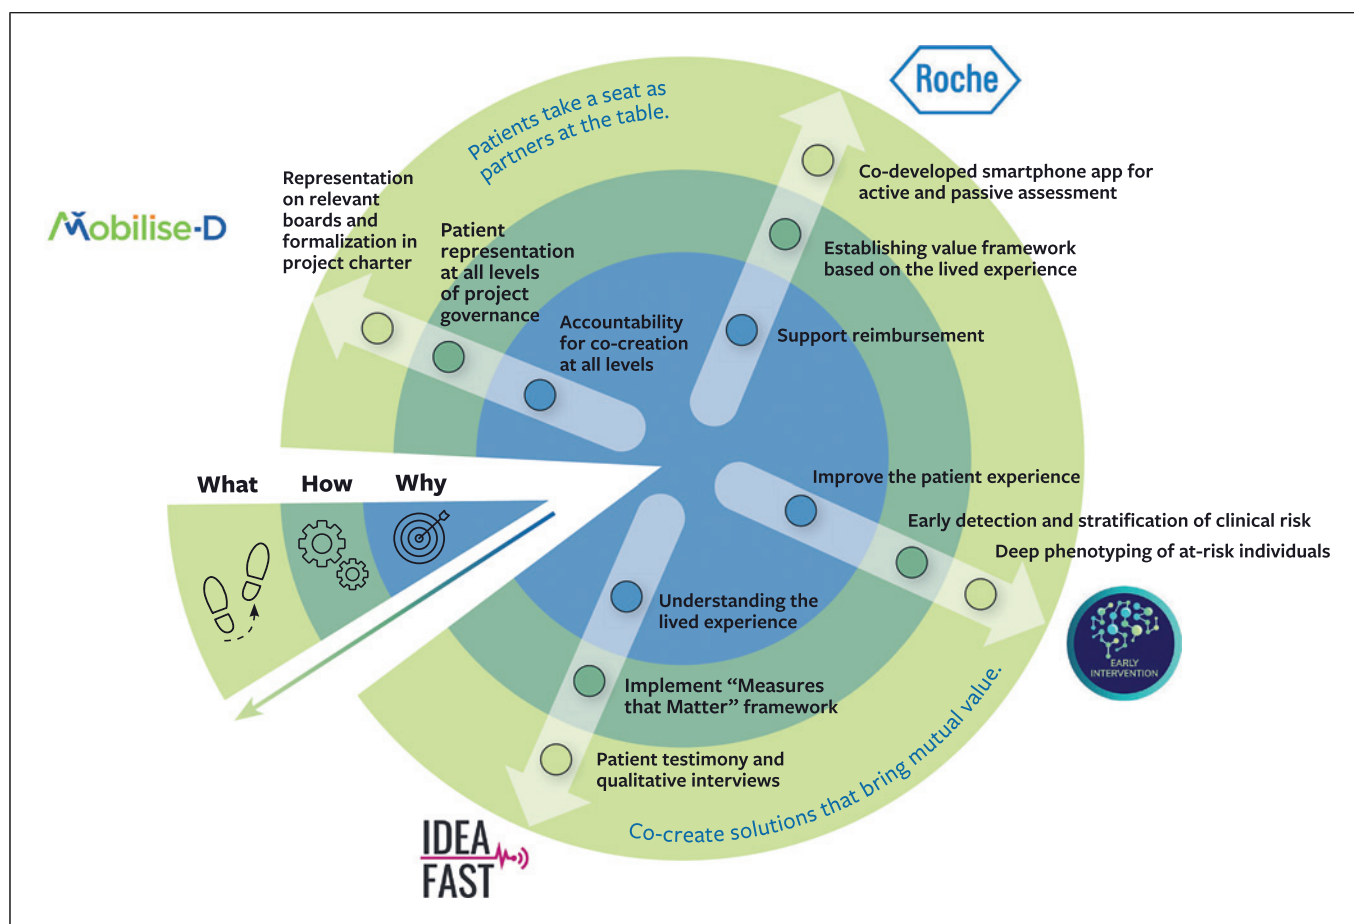 Roche
Patients take a seat as
partners at the table.
Mobilise-D
Representation
on relevant
boards and
formalization in
project charter
Patient
representation
at all levels
of project
governance
Accountability
for co-creation
at all levels
Co-developed smartphone app for
active and passive assessment
Establishing value framework
based on the lived experience
Support reimbursement
What How Why
Improve the patient experience
Early detection and stratification of clinical risk
Deep phenotyping of at-risk individuals
EARLY
INTERVENTION
Understanding the
lived experience
Implement “Measures
that Matter” framework
Patient testimony and
qualitative interviews
Co-create solutions that bring mutual value.
IDEA
FAST